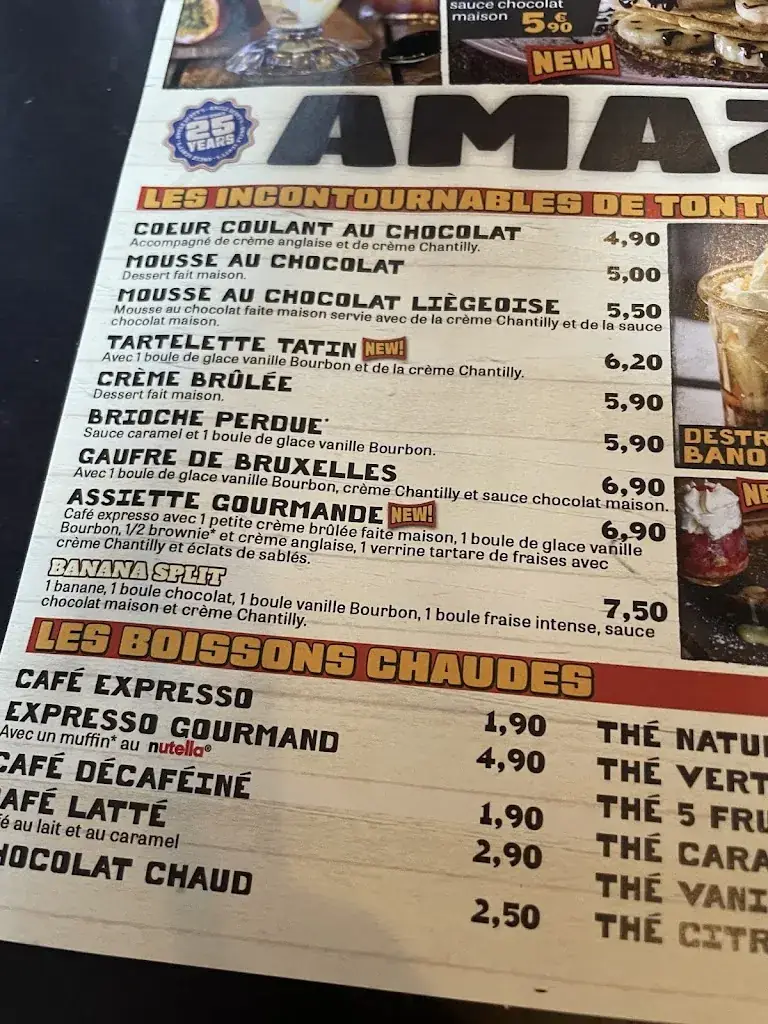 sauce chocolat
maison 5€90
NEW!
25
YEARS
AMAZ
LES INCONTOURNABLES DE TONT
COEUR COULANT AU CHOCOLAT 4,90
Accompagné de crème anglaise et de crème Chantilly.
MOUSSE AU CHOCOLAT 5,00
Dessert fait maison.
MOUSSE AU CHOCOLAT LIÈGEOISE 5,50
Mousse au chocolat faite maison servie avec de la crème Chantilly et de la sauce
chocolat maison.
TARTELETTE TATIN NEW! 6,20
Avec 1 boule de glace vanille Bourbon et de la crème Chantilly.
CRÈME BRÛLÉE 5,90
Dessert fait maison.
BRIOCHE PERDUE* 5,90
Sauce caramel et 1 boule de glace vanille Bourbon.
GAUFRE DE BRUXELLES 6,90
Avec 1 boule de glace vanille Bourbon, crème Chantilly et sauce chocolat maison.
ASSIETTE GOURMANDE NEW! 6,90
Café expresso avec 1 petite crème brûlée faite maison, 1 boule de glace vanille
Bourbon, 1/2 brownie* et crème anglaise, 1 verrine tartare de fraises avec
crème Chantilly et éclats de sablés.
BANANA SPLIT 7,50
1 banane, 1 boule chocolat, 1 boule vanille Bourbon, 1 boule fraise intense, sauce
chocolat maison et crème Chantilly.
DESTR
BANO
NE
LES BOISSONS CHAUDES
CAFÉ EXPRESSO 1,90
EXPRESSO GOURMAND 4,90
Avec un muffin* au nutella®
CAFÉ DÉCAFÉINÉ 1,90
AFÉ LATTÉ 2,90
fé au lait et au caramel
HOCOLAT CHAUD 2,50
THÉ NATU
THÉ VERT
THÉ 5 FRU
THÉ CARA
THÉ VANI
THÉ CITR